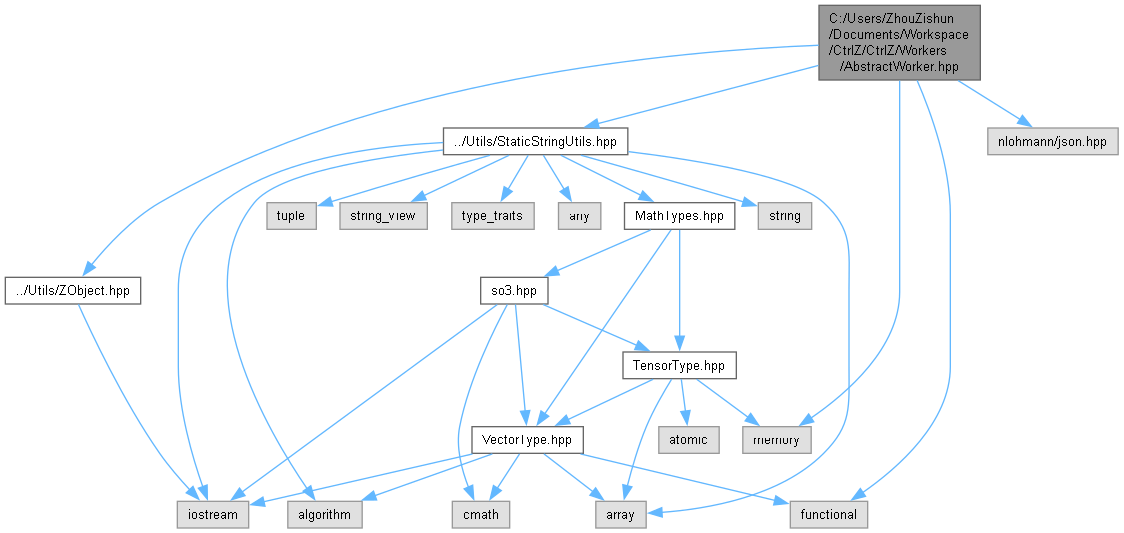 C:/Users/ZhouZishun
/Documents/Workspace
/CtrlZ/CtrlZ/Workers
/AbstractWorker.hpp
../Utils/StaticStringUtils.hpp
nlohmann/json.hpp
tuple
string_view
type_traits
any
MathTypes.hpp
string
../Utils/ZObject.hpp
so3.hpp
TensorType.hpp
VectorType.hpp
atomic
memory
iostream
algorithm
cmath
array
functional